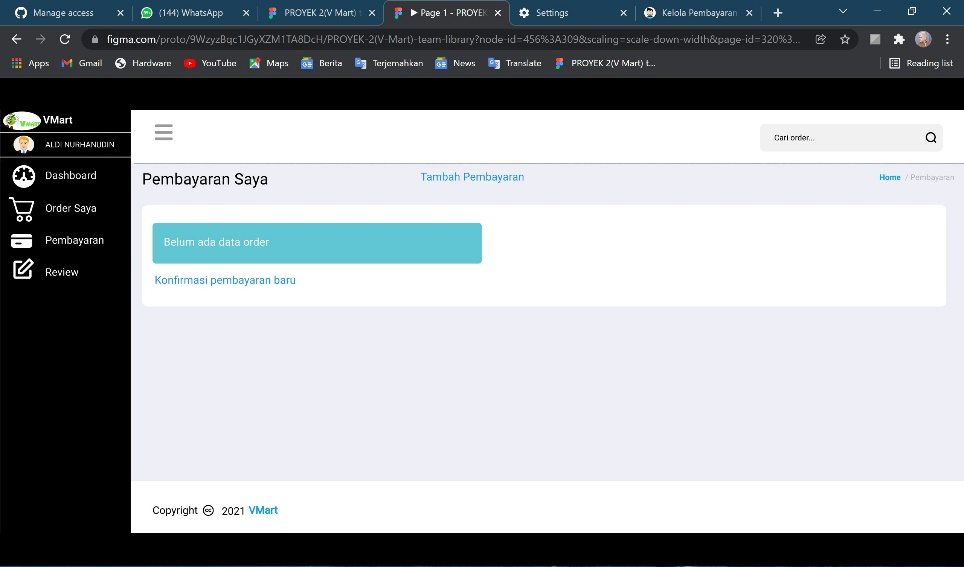 Manage access
(144) WhatsApp
PROYEK 2(V Mart)
Page 1 - PROYEK
Settings
Kelola Pembayaran
figma.com/proto/9WzyzBqc1JGyXZM1TA8DcH/PROYEK-2(V-Mart)-team-library?node-id=456%3A309&scaling=scale-down-width&page-id=320%3...
Apps
Gmail
Hardware
YouTube
Maps
Berita
Terjemahkan
News
Translate
PROYEK 2(V Mart) t...
Reading list
VMart
ALDI NURHANUDIN
Dashboard
Order Saya
Pembayaran
Review
Cari order...
Pembayaran Saya
Tambah Pembayaran
Home / Pembayaran
Belum ada data order
Konfirmasi pembayaran baru
Copyright cc 2021 VMart